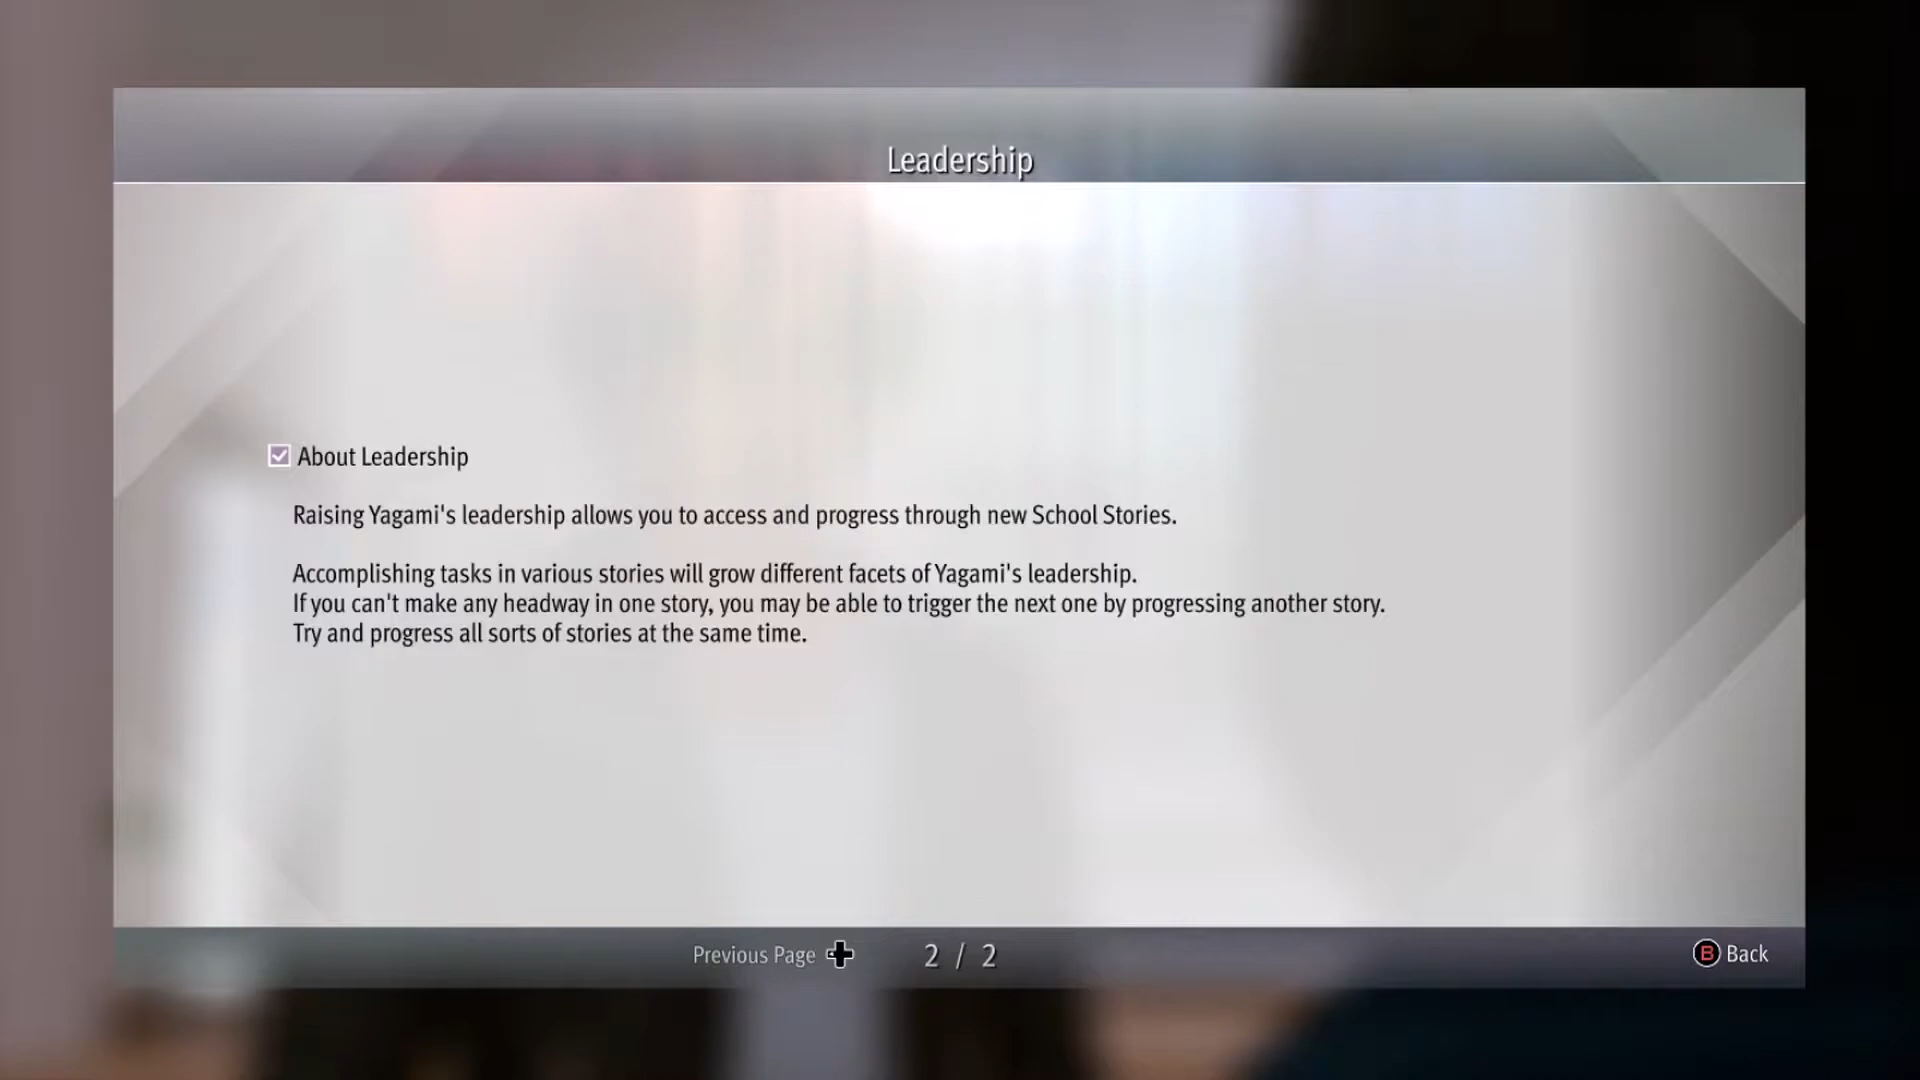 Leadership
About Leadership
Raising Yagami's leadership allows you to access and progress through new School Stories.
Accomplishing tasks in various stories will grow different facets of Yagami's leadership.
If you can't make any headway in one story, you may be able to trigger the next one by progressing another story.
Try and progress all sorts of stories at the same time.
Previous Page 2 / 2
B Back